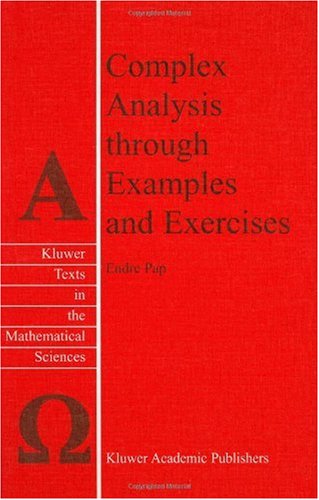 Complex
Analysis
through
Examples
and Exercises
Endre Pap
A
Kluwer
Texts
in
the
Mathematical
Sciences
Ω
Kluwer Academic Publishers